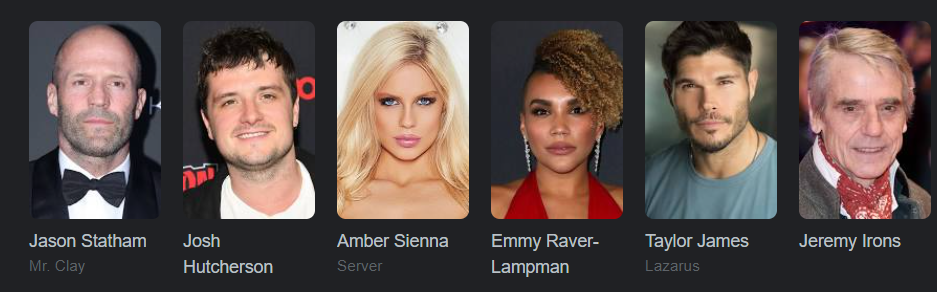 Jason Statham
Mr. Clay
Josh
Hutcherson
Amber Sienna
Server
Emmy Raver-
Lampman
Taylor James
Lazarus
Jeremy Irons